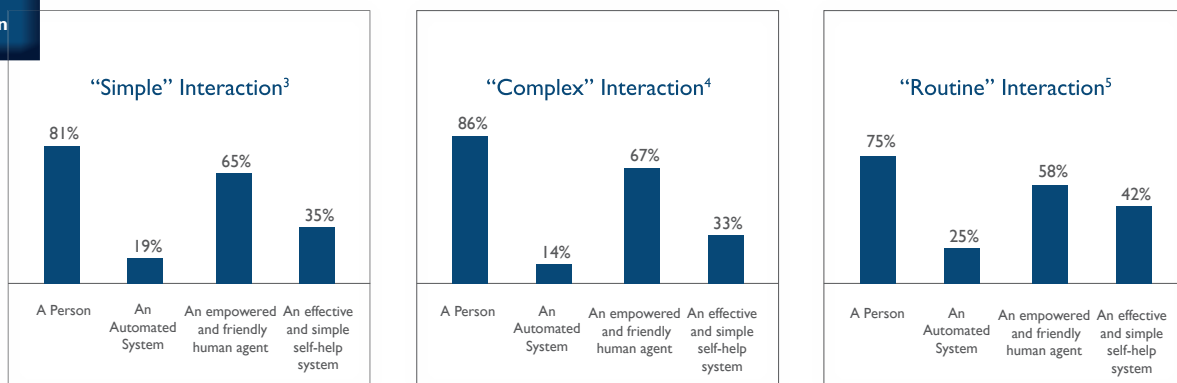 n
“Simple” Interaction3
81%
19%
65%
35%
A Person
An
Automated
System
An empowered
and friendly
human agent
An effective
and simple
self-help
system
“Complex” Interaction4
86%
14%
67%
33%
A Person
An
Automated
System
An empowered
and friendly
human agent
An effective
and simple
self-help
system
“Routine” Interaction5
75%
25%
58%
42%
A Person
An
Automated
System
An empowered
and friendly
human agent
An effective
and simple
self-help
system